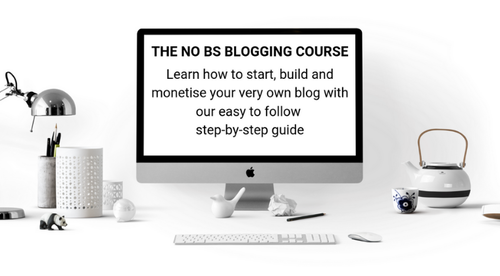 THE NO BS BLOGGING COURSE
Learn how to start, build and
monetise your very own blog with
our easy to follow
step-by-step guide